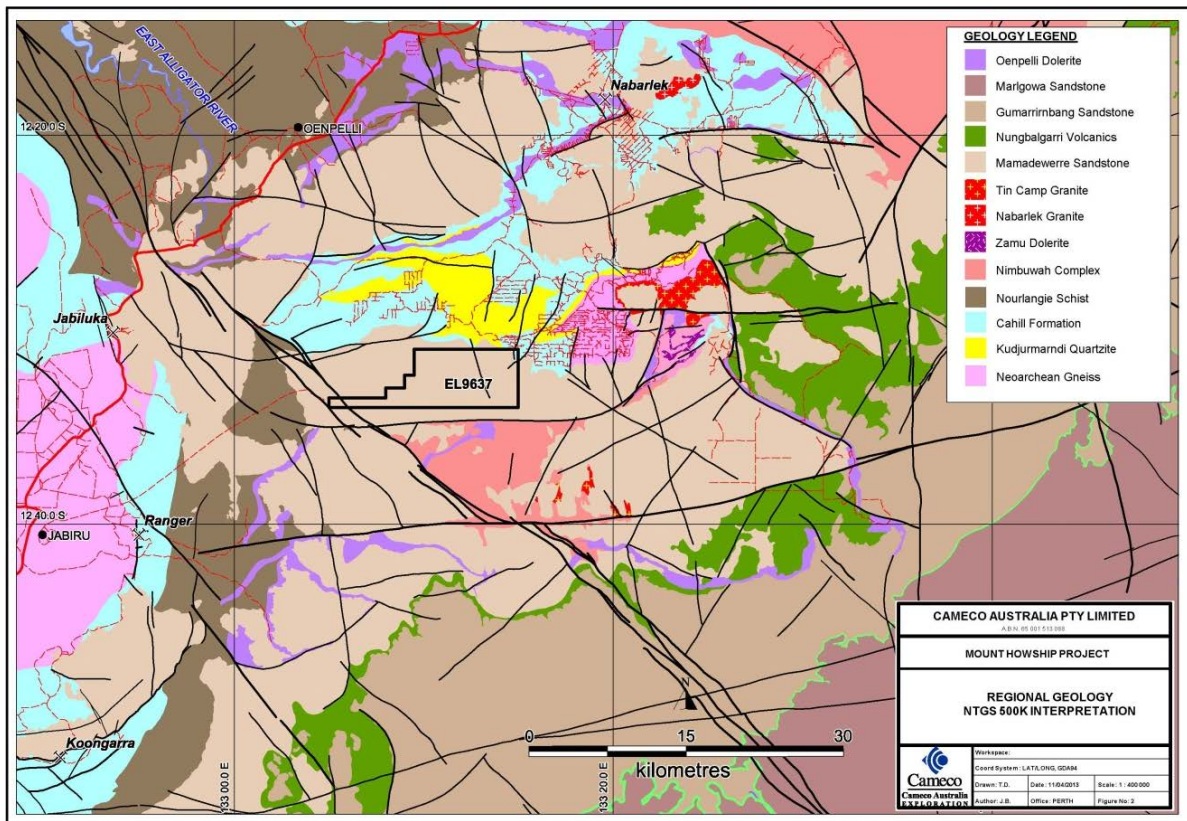 EAST ALLIGATOR RIVER
Nabarlek
12 20.0 S
OENPELLI
Jabiluka
EL9637
12 40.0 S
Ranger
JABIRU
Koongarra
133 00.0 E
133 20.0 E
N
0 15 30
kilometres
GEOLOGY LEGEND
Oenpelli Dolerite
Marlgowa Sandstone
Gumarrirnbang Sandstone
Nungbalgarri Volcanics
Mamadewerre Sandstone
Tin Camp Granite
Nabarlek Granite
Zamu Dolerite
Nimbuwah Complex
Nourlangie Schist
Cahill Formation
Kudjurmarndi Quartzite
Neoarchean Gneiss
CAMECO AUSTRALIA PTY LIMITED
A.B.N. 65 001 513 088
MOUNT HOWSHIP PROJECT
REGIONAL GEOLOGY
NTGS 500K INTERPRETATION
Cameco
Cameco Australia
EXPLORATION
Workspace:
Coord System: LAT/LONG, GDA94
Drawn: T.D. Date: 11/04/2013 Scale: 1 : 400 000
Author: J.B. Office: PERTH Figure No: 2